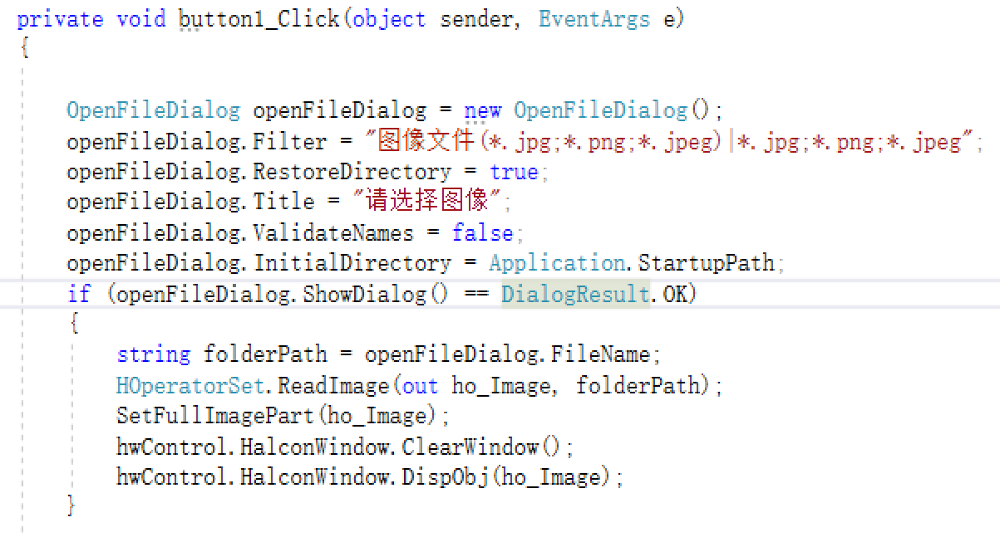 private void button1_Click(object sender, EventArgs e)
{
OpenFileDialog openFileDialog = new OpenFileDialog();
openFileDialog.Filter = "图像文件(*.jpg;*.png;*.jpeg)|*.jpg;*.png;*.jpeg";
openFileDialog.RestoreDirectory = true;
openFileDialog.Title = "请选择图像";
openFileDialog.ValidateNames = false;
openFileDialog.InitialDirectory = Application.StartupPath;
if (openFileDialog.ShowDialog() == DialogResult.OK)
{
string folderPath = openFileDialog.FileName;
HOperatorSet.ReadImage(out ho_Image, folderPath);
SetFullImagePart(ho_Image);
hwControl.HalconWindow.ClearWindow();
hwControl.HalconWindow.DispObj(ho_Image);
}